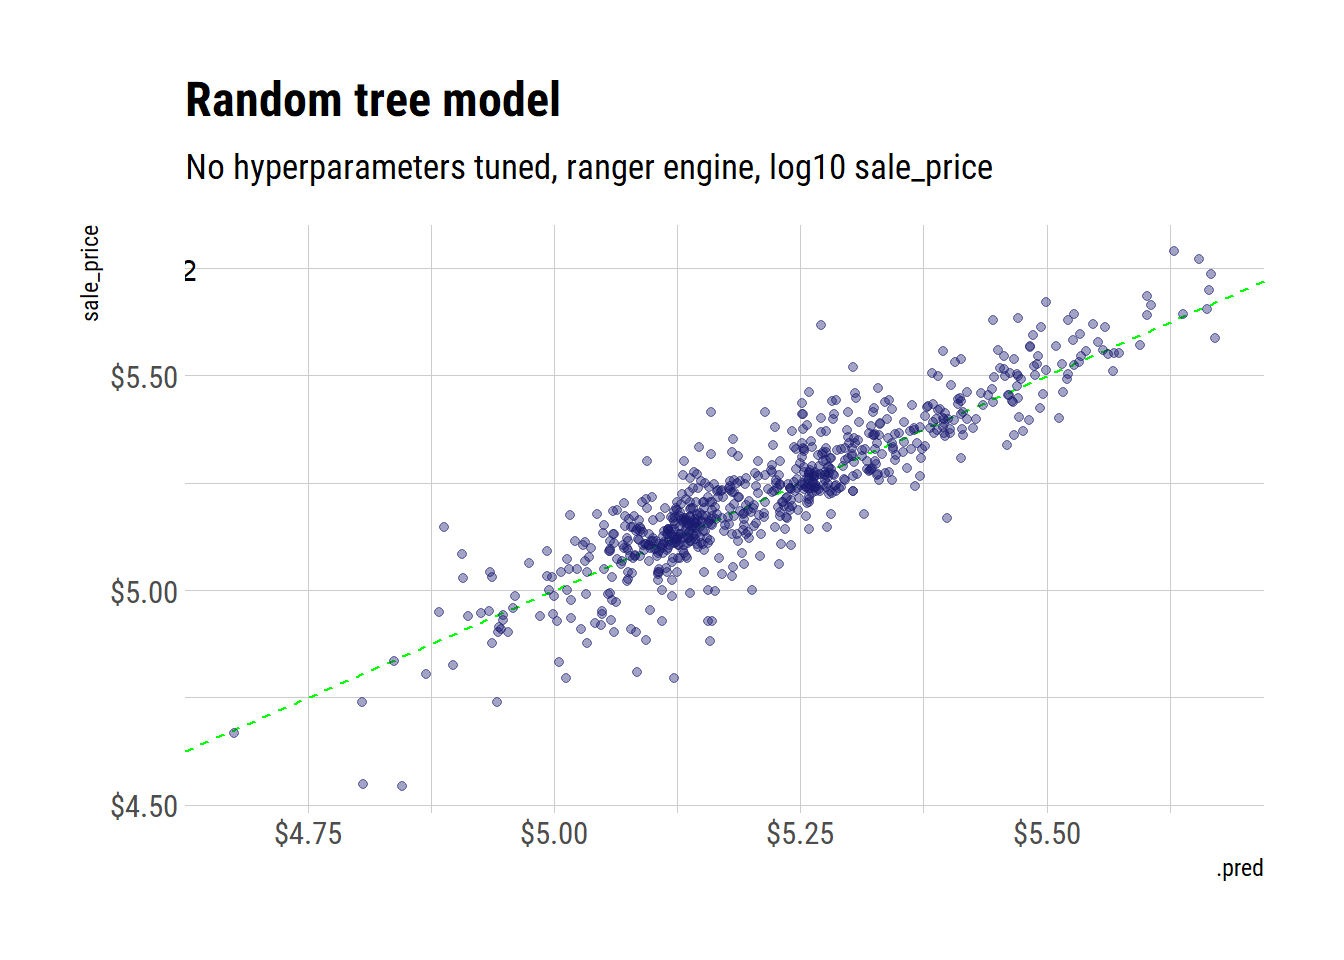 Random tree model
No hyperparameters tuned, ranger engine, log10 sale_price
sale_price
2
$5.50
$5.00
$4.50
$4.75 $5.00 $5.25 $5.50
.pred